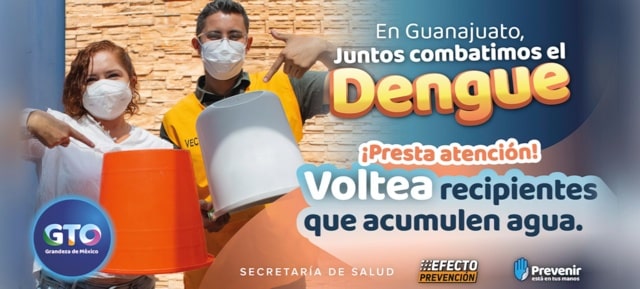 En Guanajuato,
Juntos combatimos el
Dengue
¡Presta atención!
Voltea recipientes
que acumulen agua.
VEC
GTO
Grandeza de México
SECRETARÍA DE SALUD
EFECTO
PREVENCIÓN
Prevenir
está en tus manos